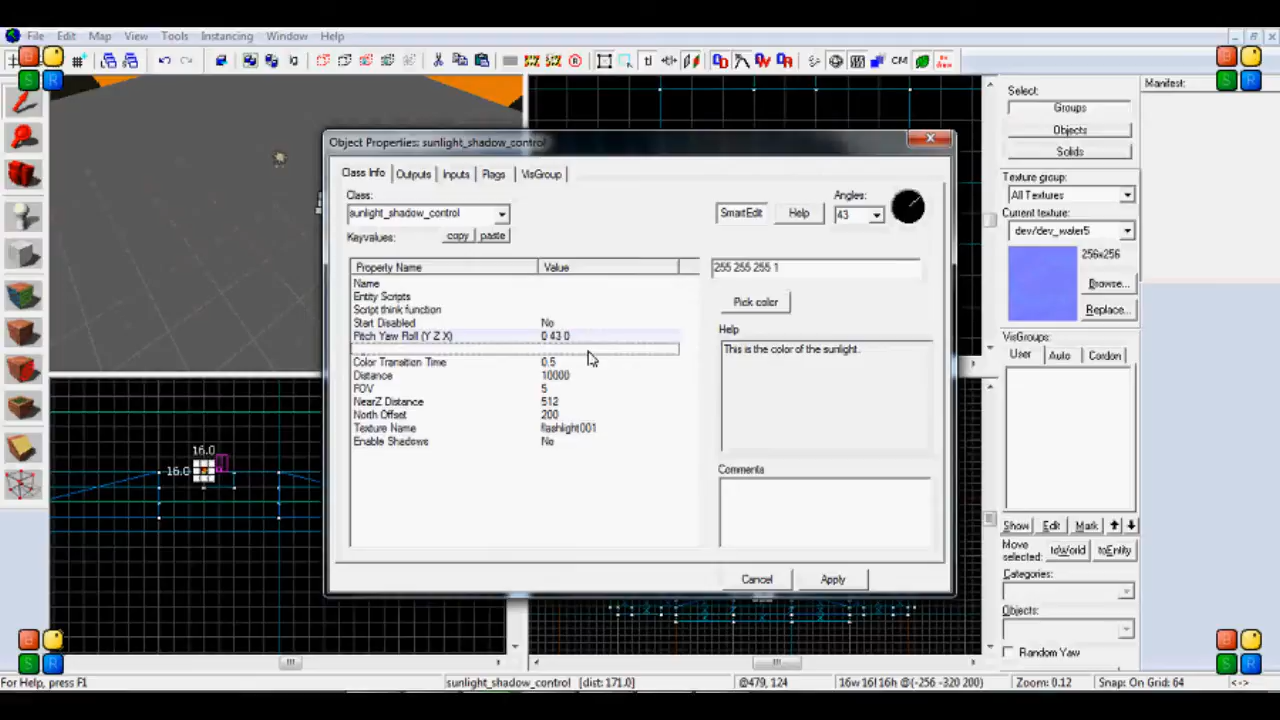 File Edit Map View Tools Instancing Window Help
CM
Select:
Groups
Objects
Solids
Manifest:
Texture group:
All Textures
Current texture:
dev/dev_water5
256x256
Browse...
Replace...
VisGroups:
User Auto Cordon
Show Edit Mark
Move selected:
toWorld toEntity
Categories:
Objects:
Random Yaw
Object Properties: sunlight_shadow_control
Class Info Outputs Inputs Flags VisGroup
Class:
sunlight_shadow_control
SmartEdit Help
Angles:
43
Keyvalues: copy paste
Property Name Value
255 255 255 1
Name
Entity Scripts
Script think function
Start Disabled No
Pitch Yaw Roll (Y Z X) 0 43 0
Color Transition Time 0.5
Distance 10000
FOV 5
NearZ Distance 512
North Offset 200
Texture Name flashlight001
Enable Shadows No
Pick color
Help
This is the color of the sunlight.
Comments
Cancel Apply
16.0
16.0
B
S R
B
S R
B
S R
B
S R
For Help, press F1
sunlight_shadow_control [dist: 171.0]
@479, 124
16w 16l 16h @(-256 -320 200)
Zoom: 0.12
Snap: On Grid: 64
<->